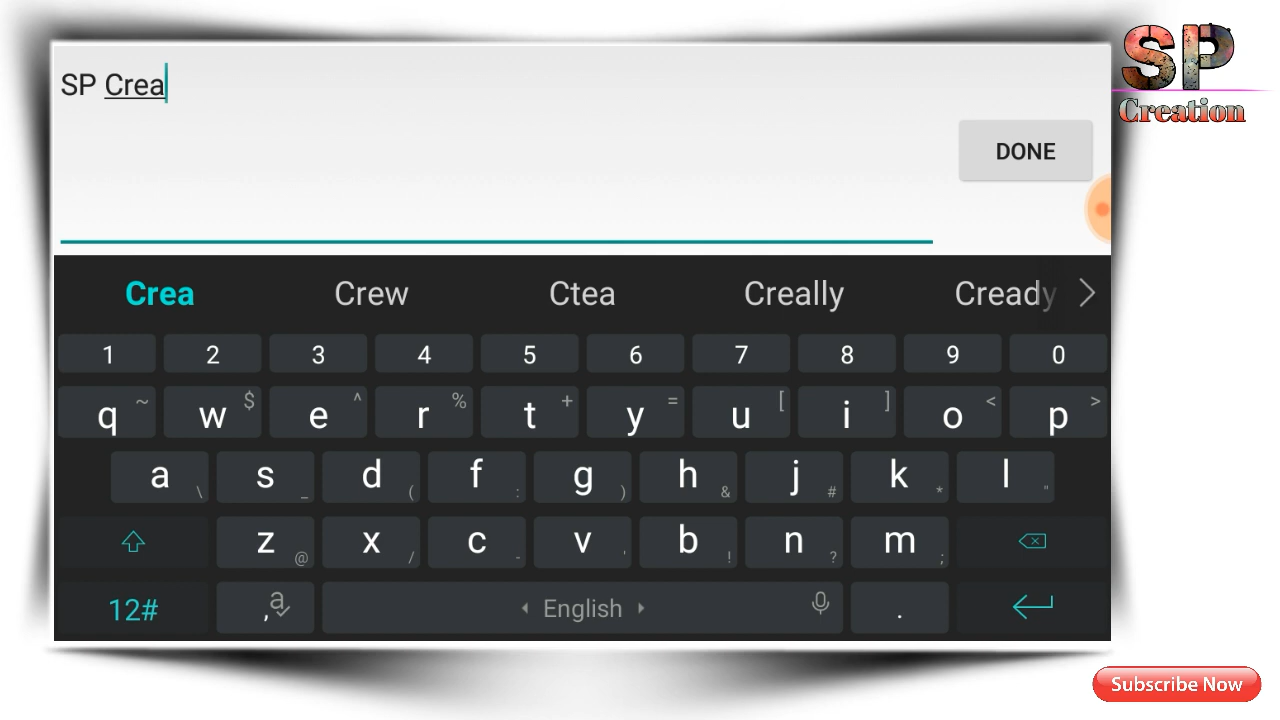 SP Crea
SP
Creation
DONE
Crea Crew Ctea Creally Cready
1 2 3 4 5 6 7 8 9 0
q ~ w $ e ^ r % t + y = u [ i ] o < p >
a \ s _ d ( f : g ) h & j # k * l "
z @ x / c - v ' b ! n ? m ;
12# , a English .
Subscribe Now